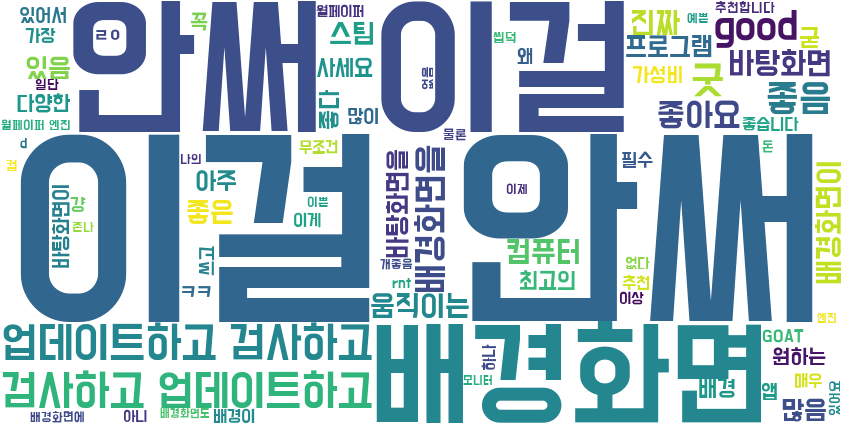 있어서
가장
ㄹㅇ
꼭
안써 이걸
월페이퍼
스팀
사세요
씹덕
왜
진짜
예쁜
추천합니다
good
굳
프로그램
바탕화면
가성비
굿
좋음
좋아요
좋습니다
있음
일단
다양한
월페이퍼 엔진
좋다
많이
물론
d
컴
이걸 안써
바탕화면이
걍
존나
나의
아주
좋은
무조건
이쁜
이게
고씨
ㅋㅋ
바탕화면을
배경화면을
개좋음
rnt
움직이는
이제
컴퓨터
최고의
필수
돈
없다
추천
이상
배경화면이
엔진
업데이트하고 검사하고
검사하고 업데이트하고
배경화면
하나
모니터
배경
GOAT
원하는
앱
매우
많음
배경화면에
아니
배경화면도
배경이